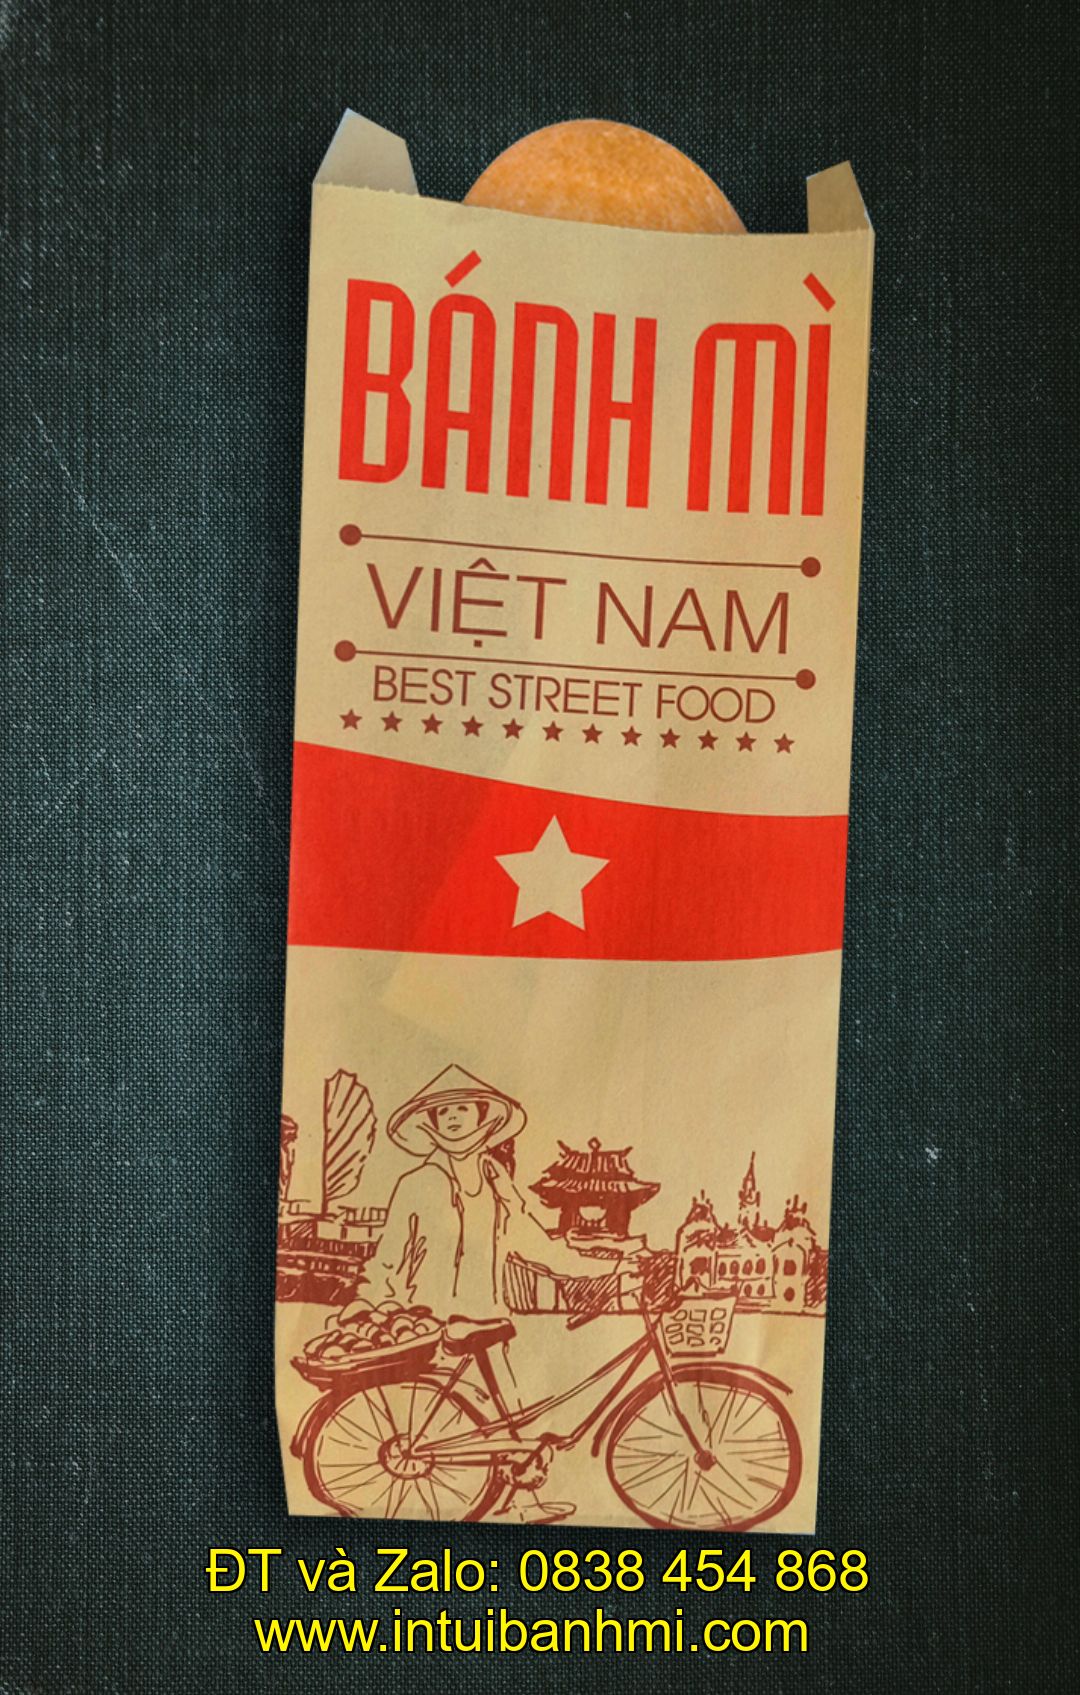 BÁNH MÌ
VIỆT NAM
BEST STREET FOOD
ĐT và Zalo: 0838 454 868
www.intuibanhmi.com